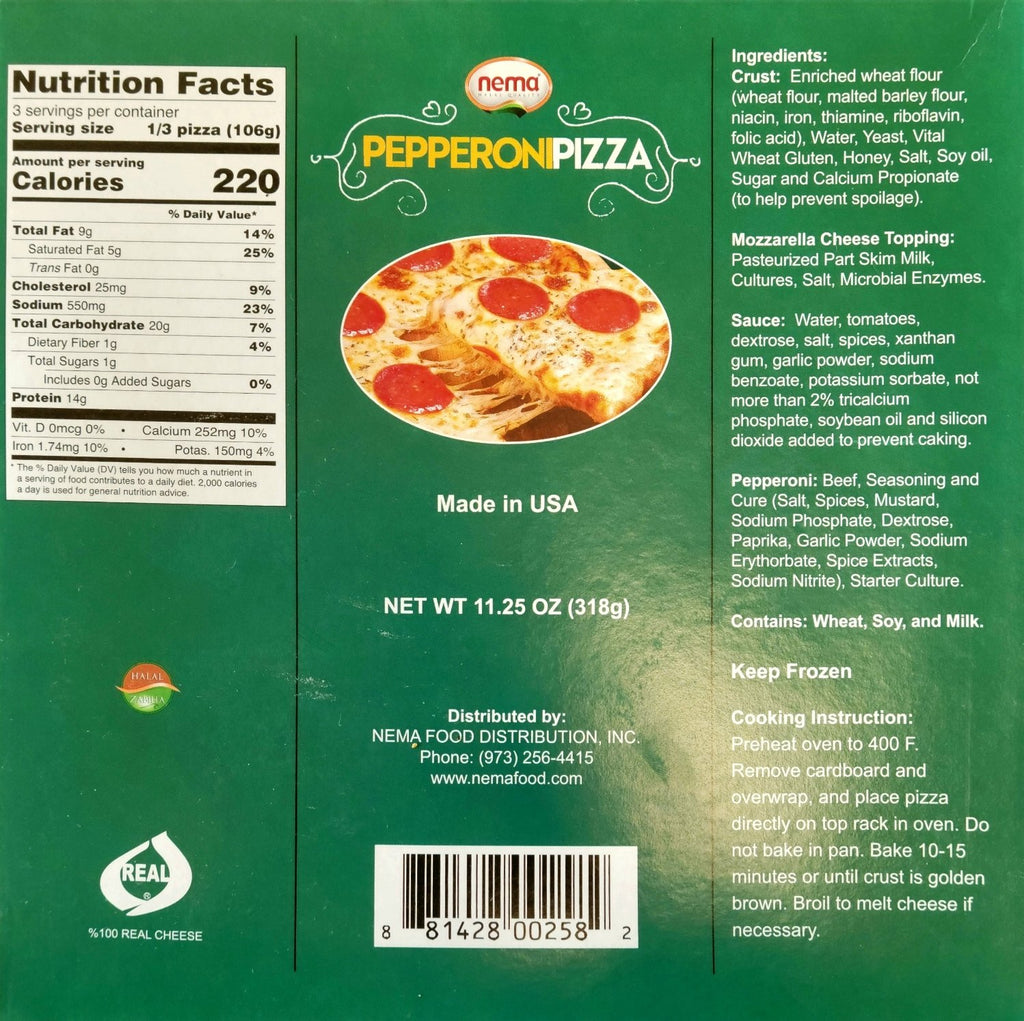 Nutrition Facts
3 servings per container
Serving size 1/3 pizza (106g)
Amount per serving
Calories 220
% Daily Value*
Total Fat 9g 14%
Saturated Fat 5g 25%
Trans Fat 0g
Cholesterol 25mg 9%
Sodium 550mg 23%
Total Carbohydrate 20g 7%
Dietary Fiber 1g 4%
Total Sugars 1g
Includes 0g Added Sugars 0%
Protein 14g
Vit. D 0mcg 0% • Calcium 252mg 10%
Iron 1.74mg 10% • Potas. 150mg 4%
* The % Daily Value (DV) tells you how much a nutrient in
a serving of food contributes to a daily diet. 2,000 calories
a day is used for general nutrition advice.
HALAL
ZABIHA
REAL
®
%100 REAL CHEESE
nema®
HALAL QUALITY
PEPPERONIPIZZA
Made in USA
NET WT 11.25 OZ (318g)
Distributed by:
NEMA FOOD DISTRIBUTION, INC.
Phone: (973) 256-4415
www.nemafood.com
8 81428 00258 2
Ingredients:
Crust: Enriched wheat flour
(wheat flour, malted barley flour,
niacin, iron, thiamine, riboflavin,
folic acid), Water, Yeast, Vital
Wheat Gluten, Honey, Salt, Soy oil,
Sugar and Calcium Propionate
(to help prevent spoilage).
Mozzarella Cheese Topping:
Pasteurized Part Skim Milk,
Cultures, Salt, Microbial Enzymes.
Sauce: Water, tomatoes,
dextrose, salt, spices, xanthan
gum, garlic powder, sodium
benzoate, potassium sorbate, not
more than 2% tricalcium
phosphate, soybean oil and silicon
dioxide added to prevent caking.
Pepperoni: Beef, Seasoning and
Cure (Salt, Spices, Mustard,
Sodium Phosphate, Dextrose,
Paprika, Garlic Powder, Sodium
Erythorbate, Spice Extracts,
Sodium Nitrite), Starter Culture.
Contains: Wheat, Soy, and Milk.
Keep Frozen
Cooking Instruction:
Preheat oven to 400 F.
Remove cardboard and
overwrap, and place pizza
directly on top rack in oven. Do
not bake in pan. Bake 10-15
minutes or until crust is golden
brown. Broil to melt cheese if
necessary.